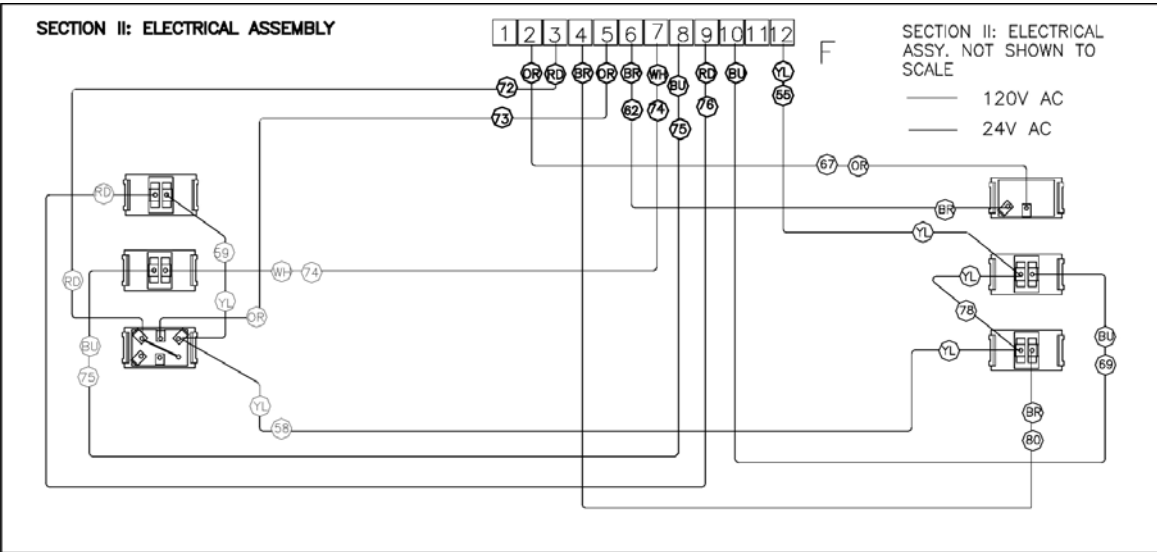 SECTION II: ELECTRICAL ASSEMBLY
1 2 3 4 5 6 7 8 9 10 11 12
F
SECTION II: ELECTRICAL
ASSY. NOT SHOWN TO
SCALE
120V AC
24V AC
OR RD BR OR BR WH BU RD BU YL
72
73
62
74
75
76
55
67 OR
RD
BR
59
YL
WH 74
YL
RD
YL
78
OR
BU
75
YL
BU
69
YL
58
BR
80